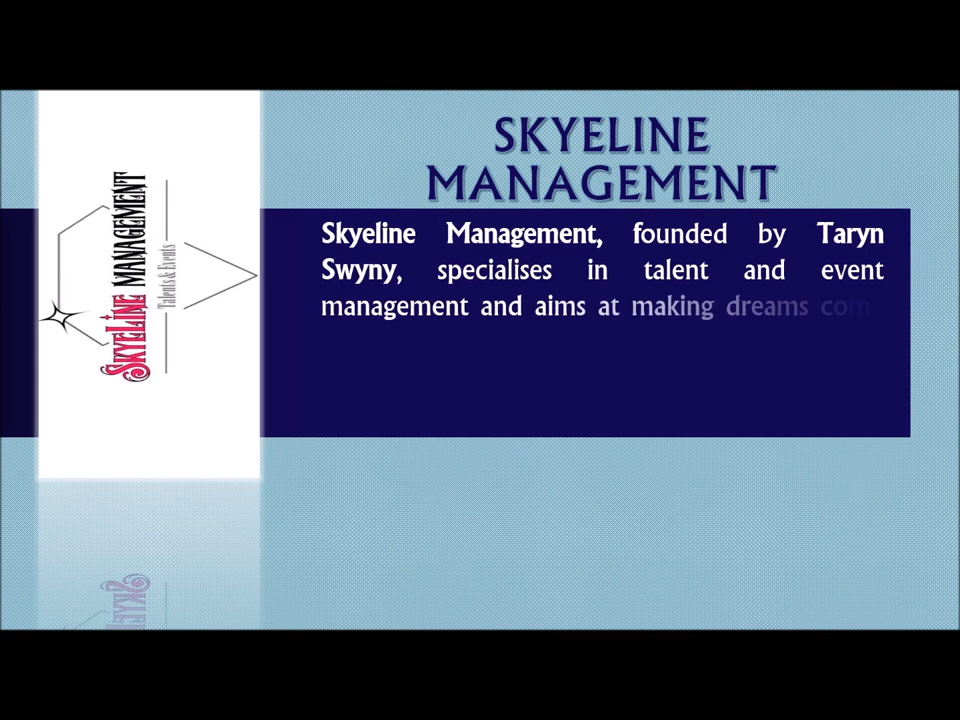 SKYELINE
MANAGEMENT
Skyeline Management, founded by Taryn
Swyny, specialises in talent and event
management and aims at making dreams com
SKYELINE MANAGEMENT
Talents & Events